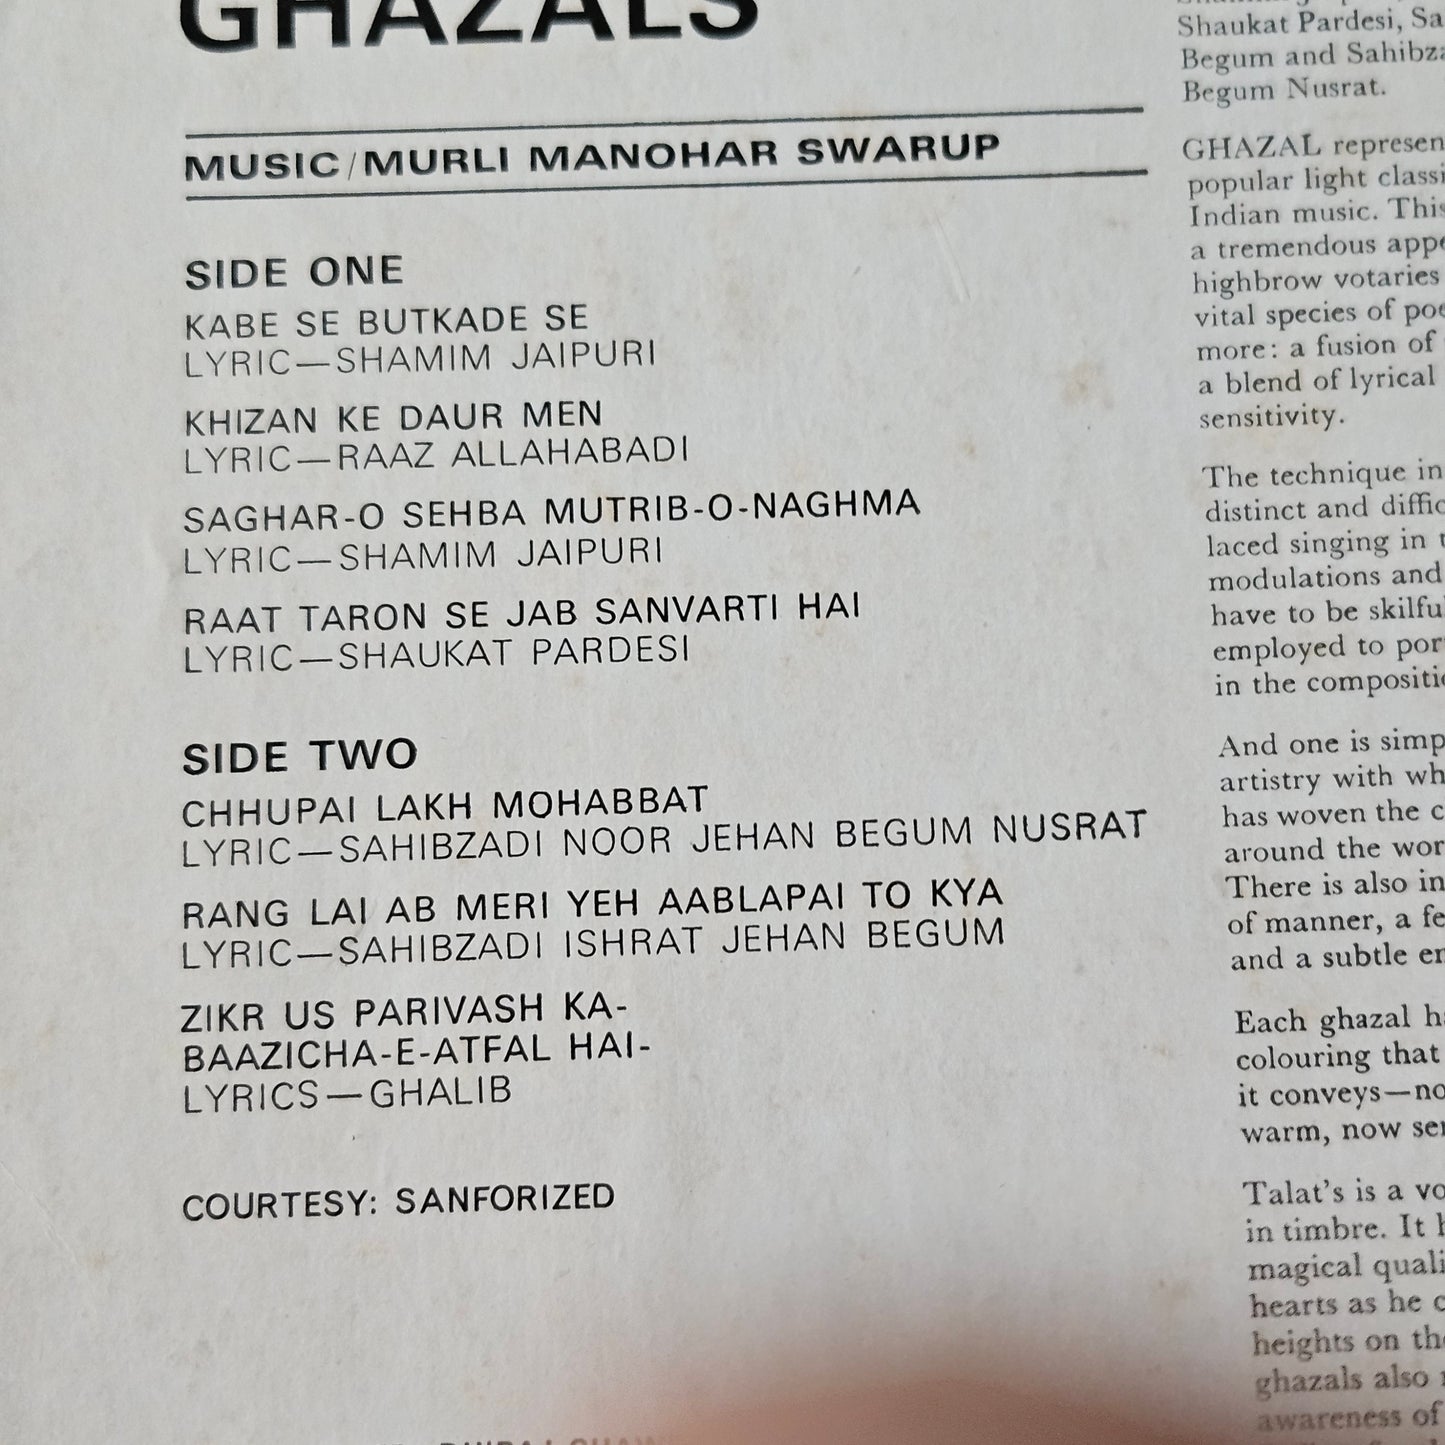 GHAZALS
MUSIC/MURLI MANOHAR SWARUP
SIDE ONE
KABE SE BUTKADE SE
LYRIC—SHAMIM JAIPURI
KHIZAN KE DAUR MEN
LYRIC—RAAZ ALLAHABADI
SAGHAR-O SEHBA MUTRIB-O-NAGHMA
LYRIC—SHAMIM JAIPURI
RAAT TARON SE JAB SANVARTI HAI
LYRIC—SHAUKAT PARDESI
SIDE TWO
CHHUPAI LAKH MOHABBAT
LYRIC—SAHIBZADI NOOR JEHAN BEGUM NUSRAT
RANG LAI AB MERI YEH AABLAPAI TO KYA
LYRIC—SAHIBZADI ISHRAT JEHAN BEGUM
ZIKR US PARIVASH KA-
BAAZICHA-E-ATFAL HAI-
LYRICS—GHALIB
COURTESY: SANFORIZED
Shaukat Pardesi, Sa
Begum and Sahibza
Begum Nusrat.
GHAZAL represen
popular light classi
Indian music. This
a tremendous appe
highbrow votaries
vital species of poe
more: a fusion of
a blend of lyrical
sensitivity.
The technique in
distinct and diffic
laced singing in t
modulations and
have to be skilfu
employed to por
in the compositi
And one is simp
artistry with wh
has woven the c
around the wor
There is also in
of manner, a fe
and a subtle e
Each ghazal ha
colouring that
it conveys—no
warm, now se
Talat's is a vo
in timbre. It h
magical quali
hearts as he c
heights on the
ghazals also
awareness of